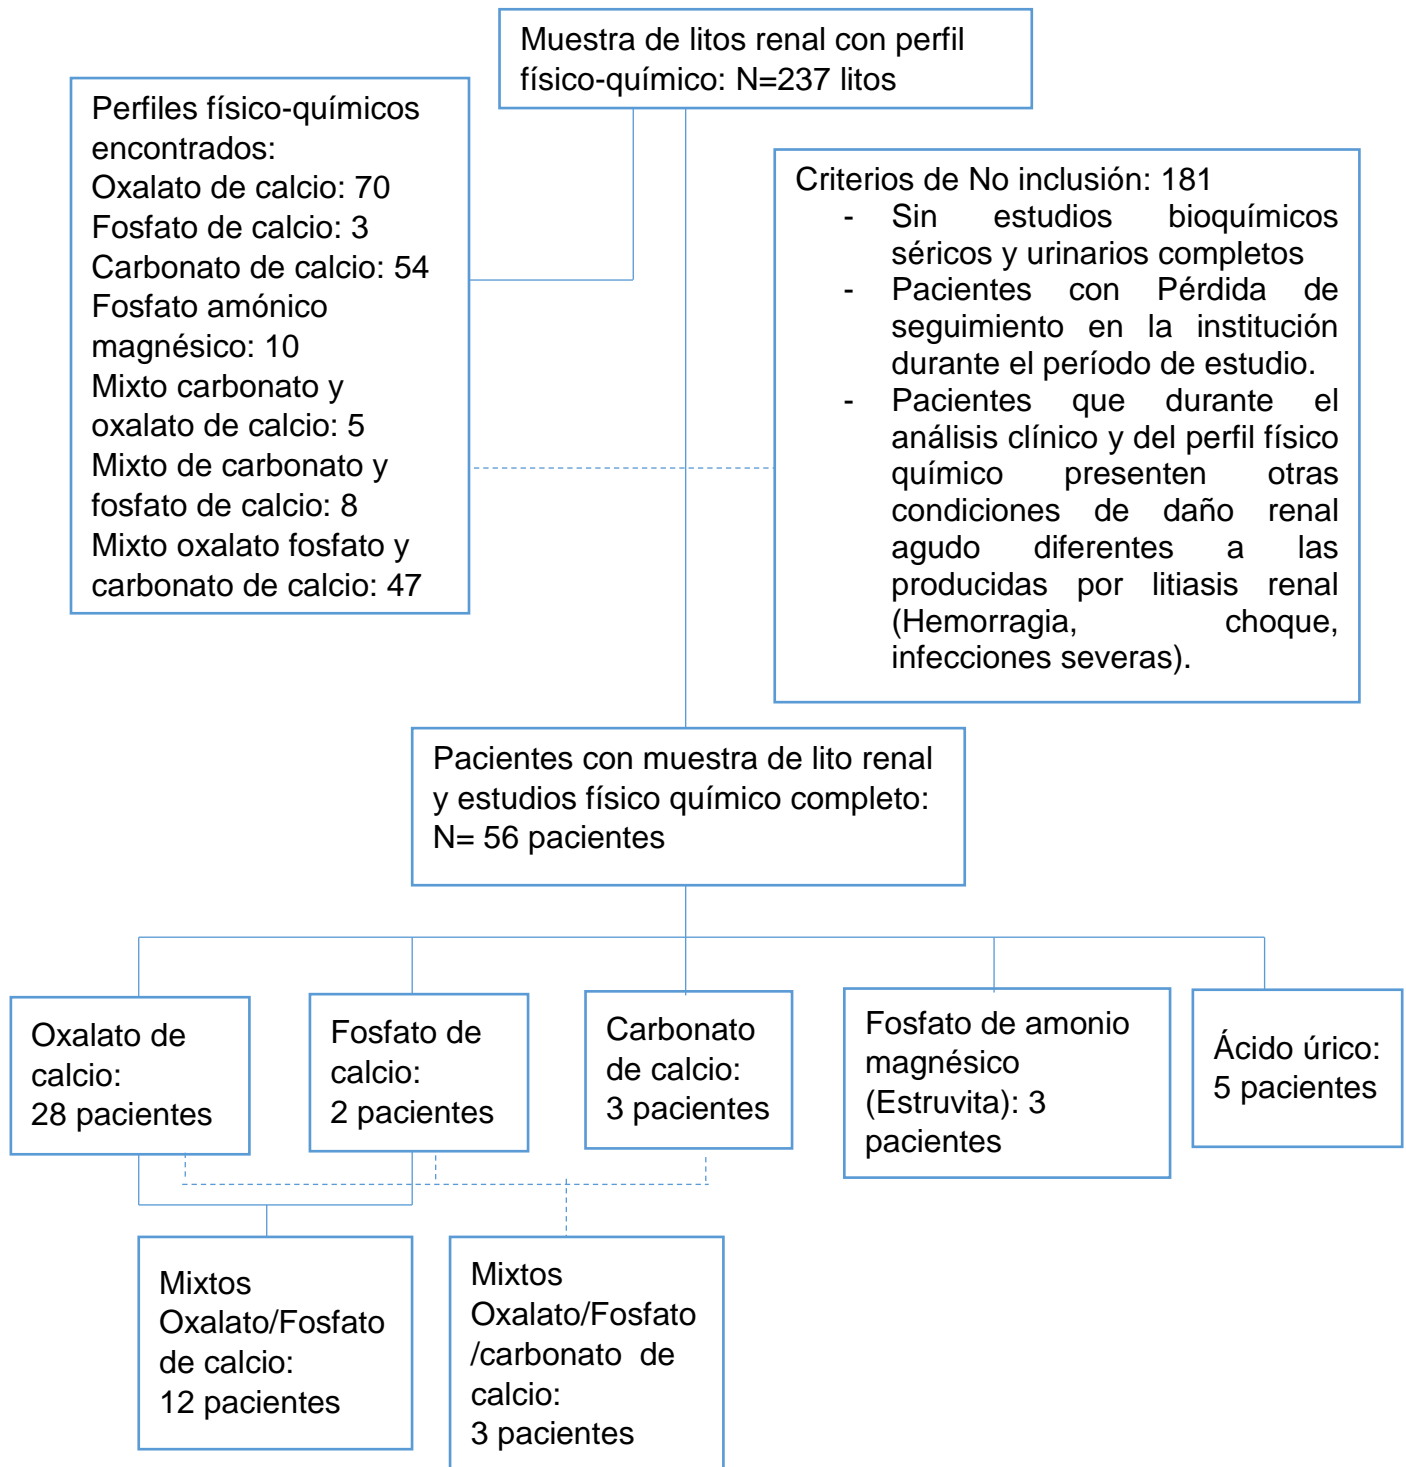 Muestra de litos renal con perfil
físico-químico: N=237 litos
Perfiles físico-químicos
encontrados:
Oxalato de calcio: 70
Fosfato de calcio: 3
Carbonato de calcio: 54
Fosfato amónico
magnésico: 10
Mixto carbonato y
oxalato de calcio: 5
Mixto de carbonato y
fosfato de calcio: 8
Mixto oxalato fosfato y
carbonato de calcio: 47
Criterios de No inclusión: 181
- Sin estudios bioquímicos
séricos y urinarios completos
- Pacientes con Pérdida de
seguimiento en la institución
durante el período de estudio.
- Pacientes que durante el
análisis clínico y del perfil físico
químico presenten otras
condiciones de daño renal
agudo diferentes a las
producidas por litiasis renal
(Hemorragia, choque,
infecciones severas).
Pacientes con muestra de lito renal
y estudios físico químico completo:
N= 56 pacientes
Oxalato de
calcio:
28 pacientes
Fosfato de
calcio:
2 pacientes
Carbonato
de calcio:
3 pacientes
Fosfato de amonio
magnésico
(Estruvita): 3
pacientes
Ácido úrico:
5 pacientes
Mixtos
Oxalato/Fosfato
de calcio:
12 pacientes
Mixtos
Oxalato/Fosfato
/carbonato de
calcio:
3 pacientes